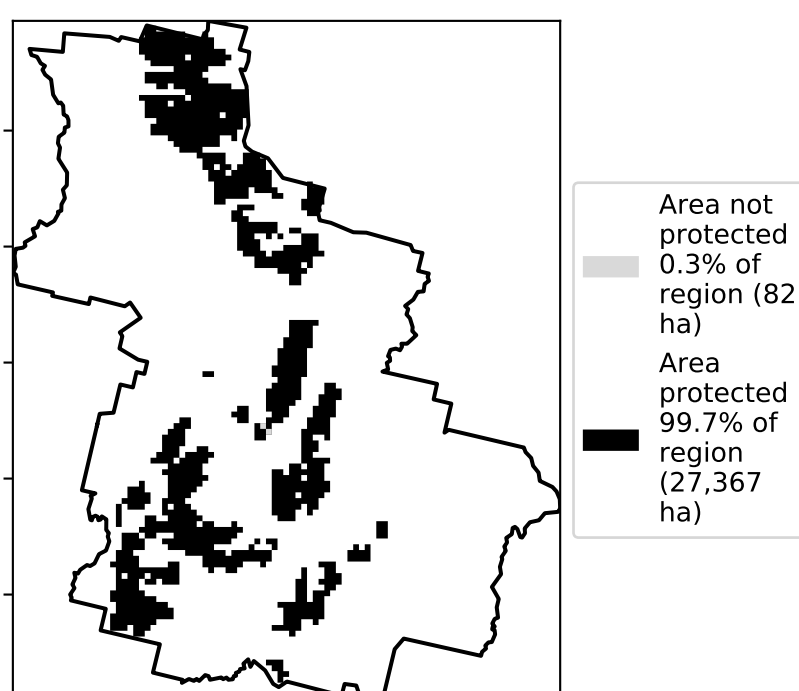 Area not
protected
0.3% of
region (82
ha)
Area
protected
99.7% of
region
(27,367
ha)